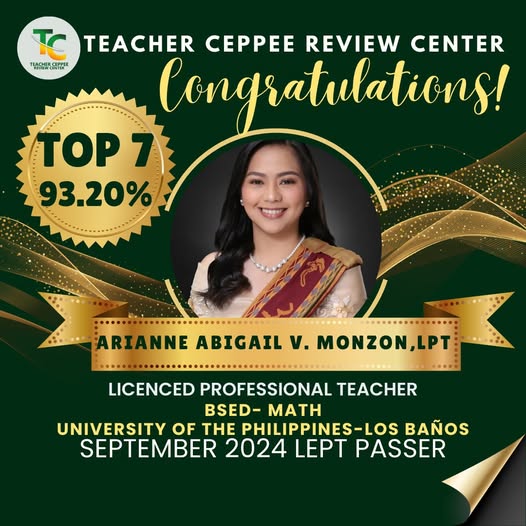 TC
TEACHER CEPPEE
REVIEW CENTER
TEACHER CEPPEE REVIEW CENTER
Congratulations!
TOP 7
93.20%
ARIANNE ABIGAIL V. MONZON,LPT
LICENCED PROFESSIONAL TEACHER
BSED- MATH
UNIVERSITY OF THE PHILIPPINES-LOS BAÑOS
SEPTEMBER 2024 LEPT PASSER